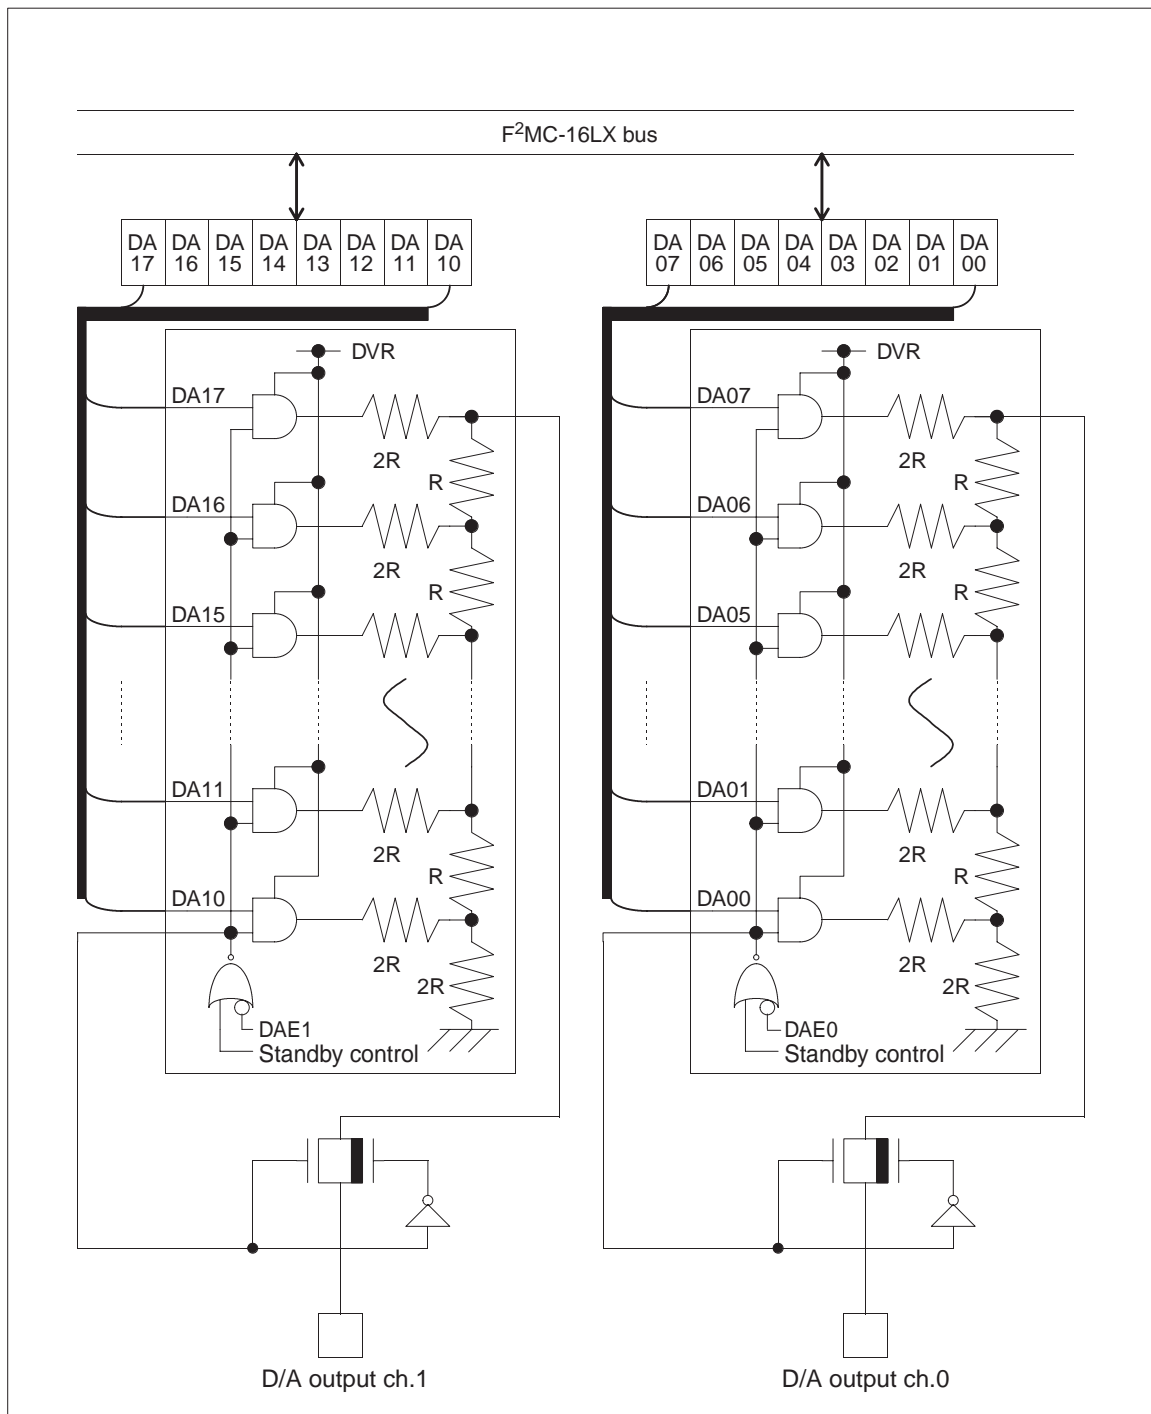 F²MC-16LX bus
DA 17 DA 16 DA 15 DA 14 DA 13 DA 12 DA 11 DA 10
DA 07 DA 06 DA 05 DA 04 DA 03 DA 02 DA 01 DA 00
DVR
DA17
2R
R
DA16
2R
R
DA15
DA11
2R
R
DA10
2R
2R
DAE1
Standby control
DVR
DA07
2R
R
DA06
2R
R
DA05
DA01
2R
R
DA00
2R
2R
DAE0
Standby control
D/A output ch.1
D/A output ch.0